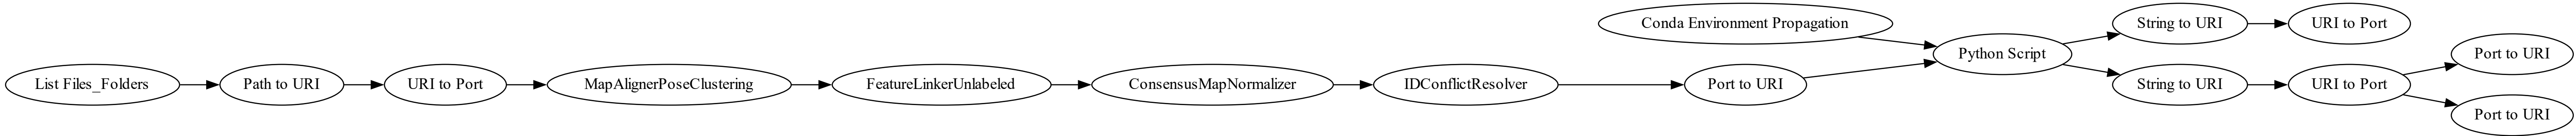 List Files_Folders
Path to URI
URI to Port
MapAlignerPoseClustering
FeatureLinkerUnlabeled
ConsensusMapNormalizer
IDConflictResolver
Port to URI
Conda Environment Propagation
Python Script
String to URI
URI to Port
String to URI
URI to Port
Port to URI
Port to URI